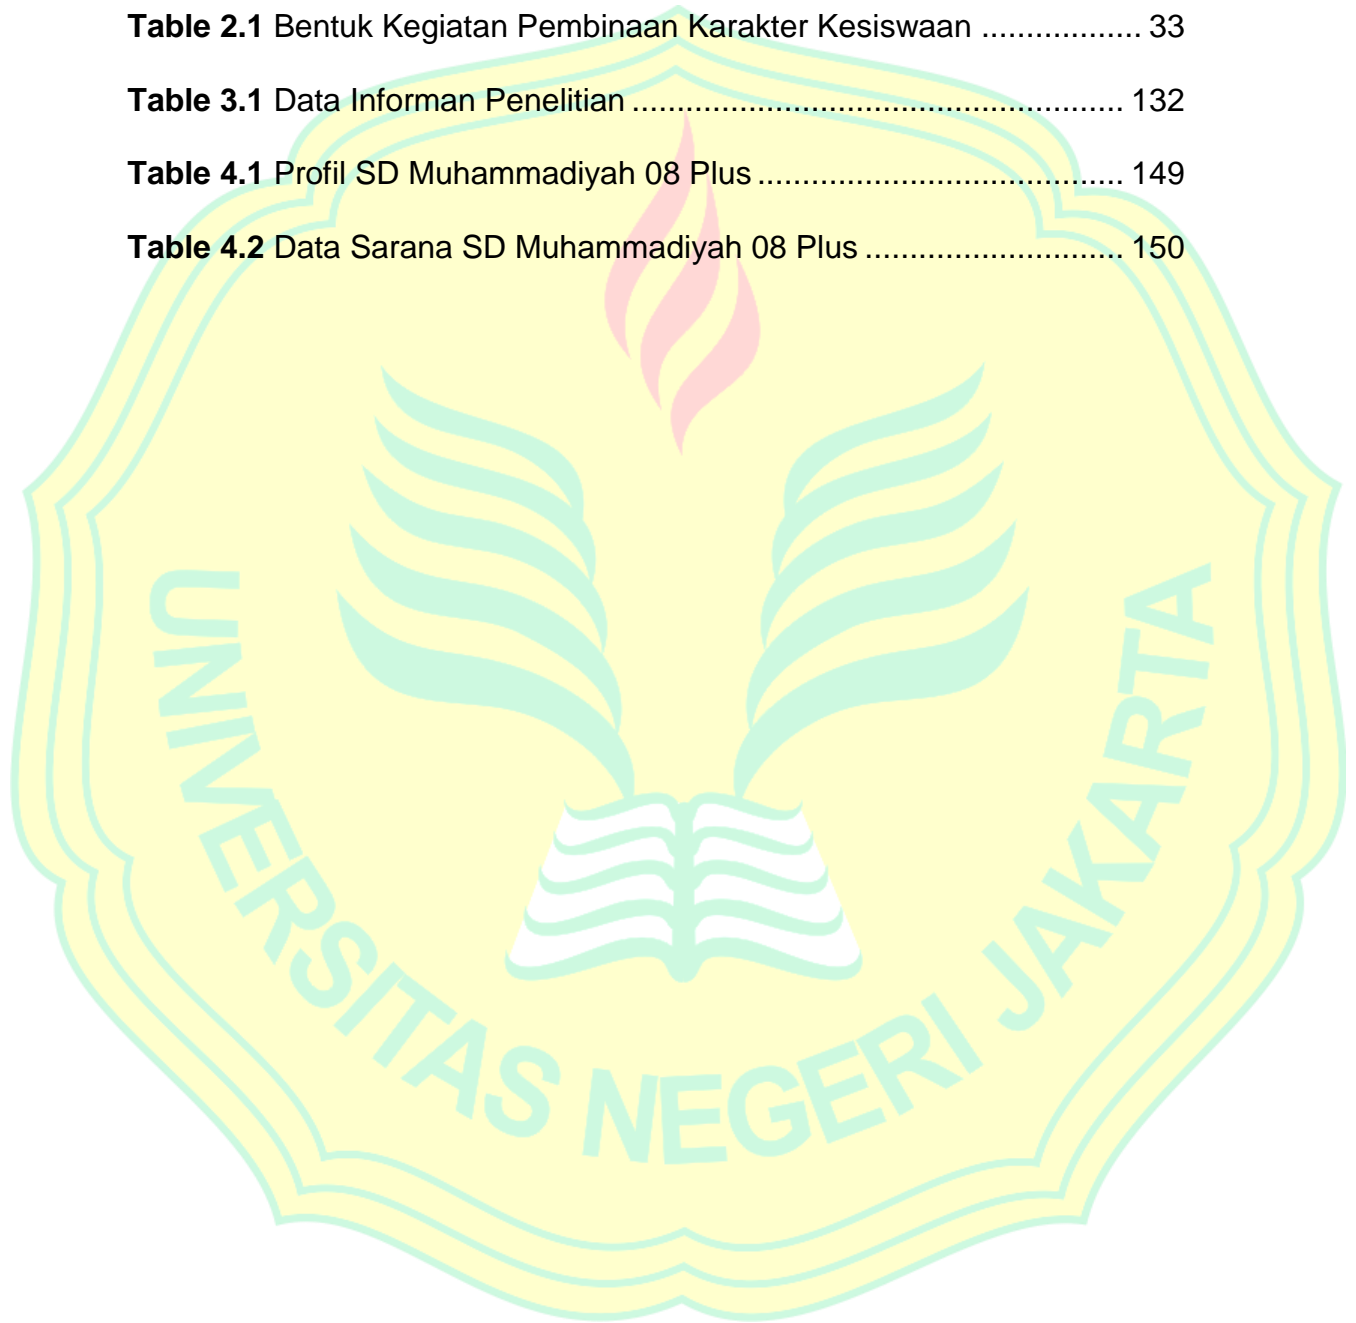 Table 2.1 Bentuk Kegiatan Pembinaan Karakter Kesiswaan .................. 33
Table 3.1 Data Informan Penelitian ....................................................... 132
Table 4.1 Profil SD Muhammadiyah 08 Plus ......................................... 149
Table 4.2 Data Sarana SD Muhammadiyah 08 Plus ............................. 150
UNIVERSITAS NEGERI JAKARTA